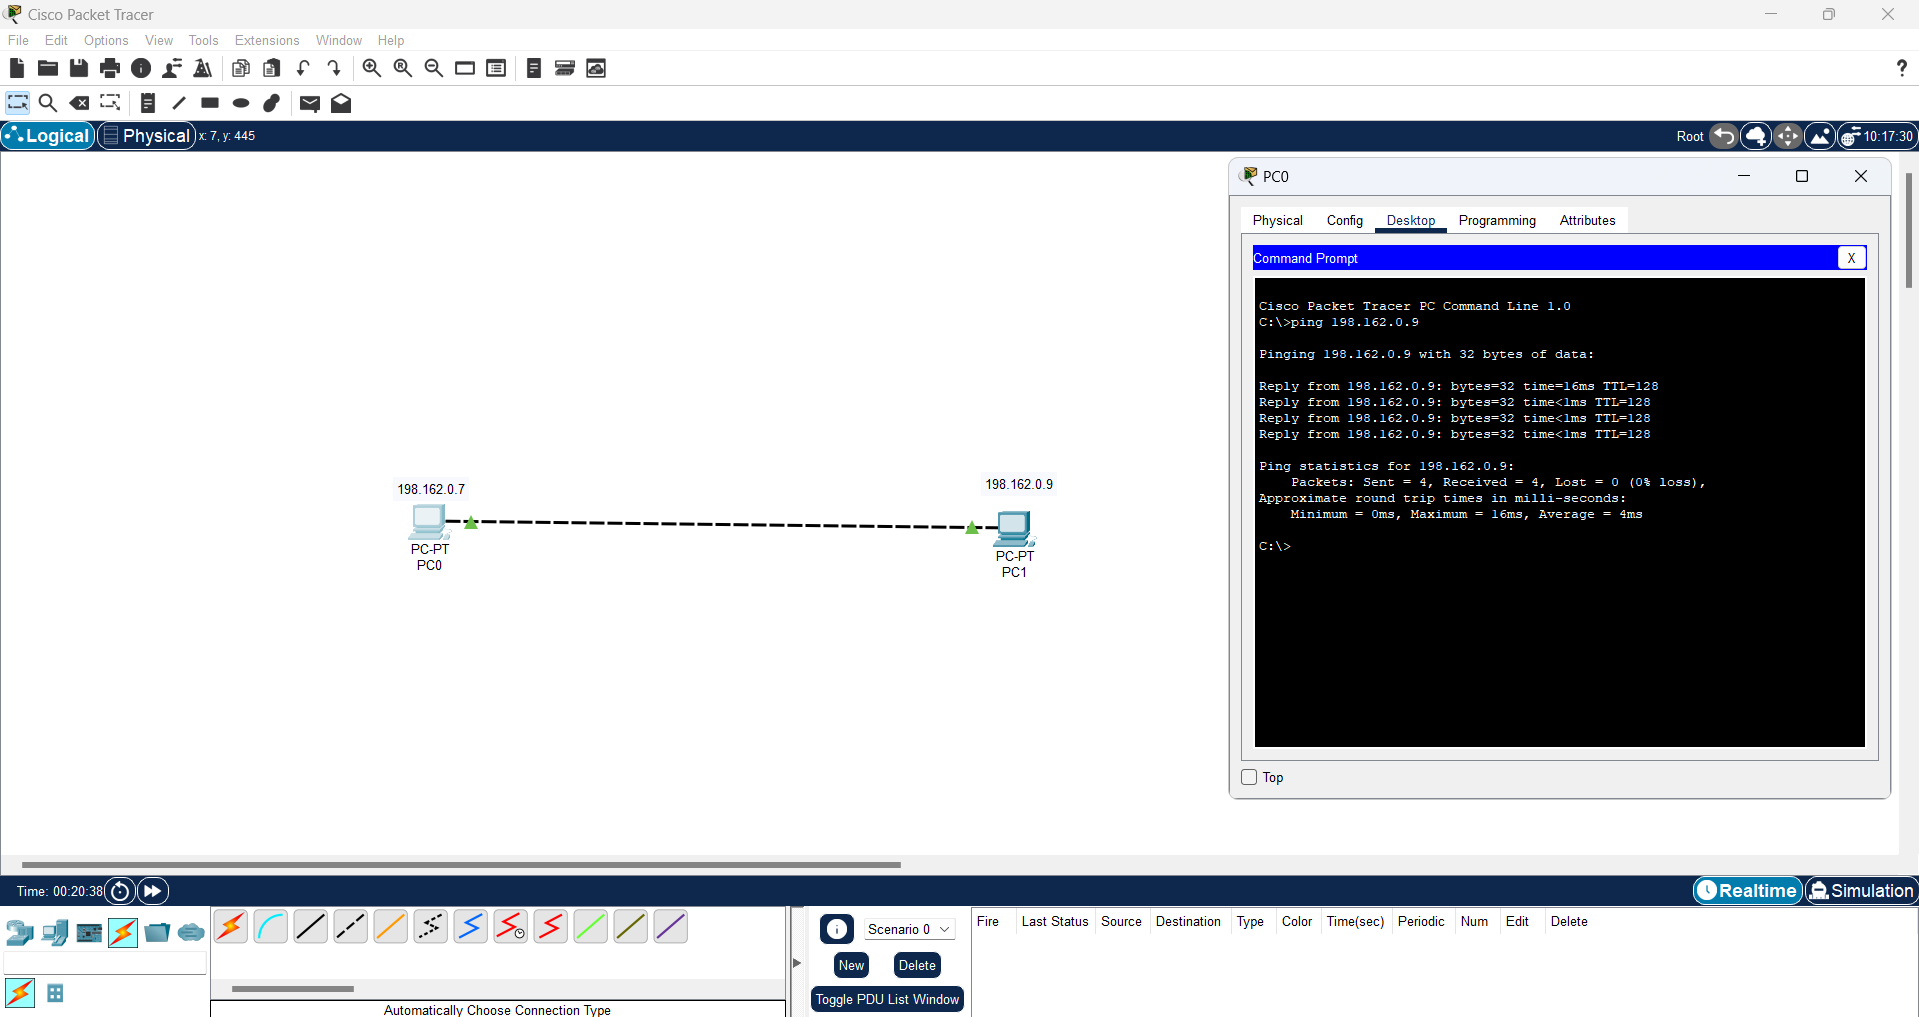 Cisco Packet Tracer
File Edit Options View Tools Extensions Window Help
?
Logical Physical x: 7, y: 445 Root 10:17:30
PC0
Physical Config Desktop Programming Attributes
Command Prompt X
Cisco Packet Tracer PC Command Line 1.0
C:\>ping 198.162.0.9
Pinging 198.162.0.9 with 32 bytes of data:
Reply from 198.162.0.9: bytes=32 time=16ms TTL=128
Reply from 198.162.0.9: bytes=32 time<1ms TTL=128
Reply from 198.162.0.9: bytes=32 time<1ms TTL=128
Reply from 198.162.0.9: bytes=32 time<1ms TTL=128
Ping statistics for 198.162.0.9:
Packets: Sent = 4, Received = 4, Lost = 0 (0% loss),
Approximate round trip times in milli-seconds:
Minimum = 0ms, Maximum = 16ms, Average = 4ms
C:\>
Top
198.162.0.7
PC-PT
PC0
198.162.0.9
PC-PT
PC1
Time: 00:20:38 Realtime Simulation
Automatically Choose Connection Type
Scenario 0
New Delete
Toggle PDU List Window
Fire Last Status Source Destination Type Color Time(sec) Periodic Num Edit Delete